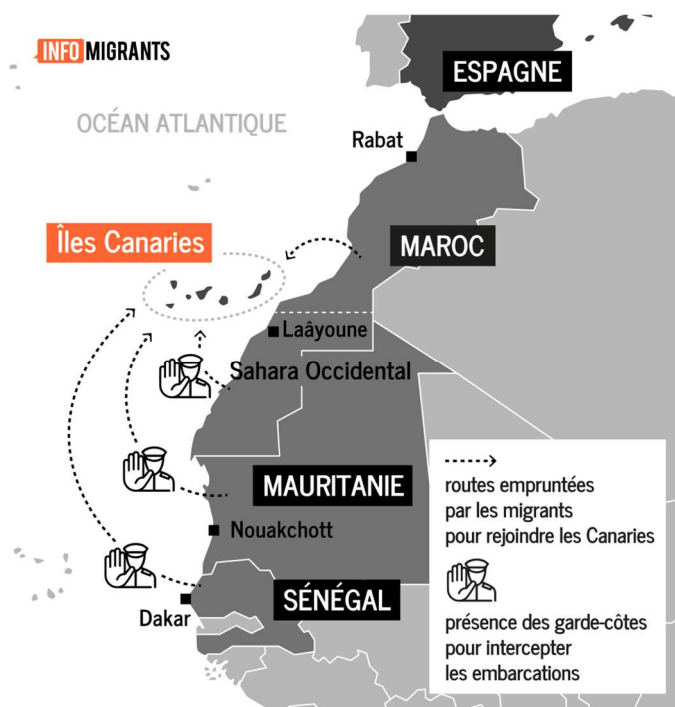 INFO MIGRANTS
ESPAGNE
OCÉAN ATLANTIQUE
Rabat
Îles Canaries
MAROC
Laâyoune
Sahara Occidental
MAURITANIE
Nouakchott
SÉNÉGAL
Dakar
routes empruntées
par les migrants
pour rejoindre les Canaries
présence des garde-côtes
pour intercepter
les embarcations